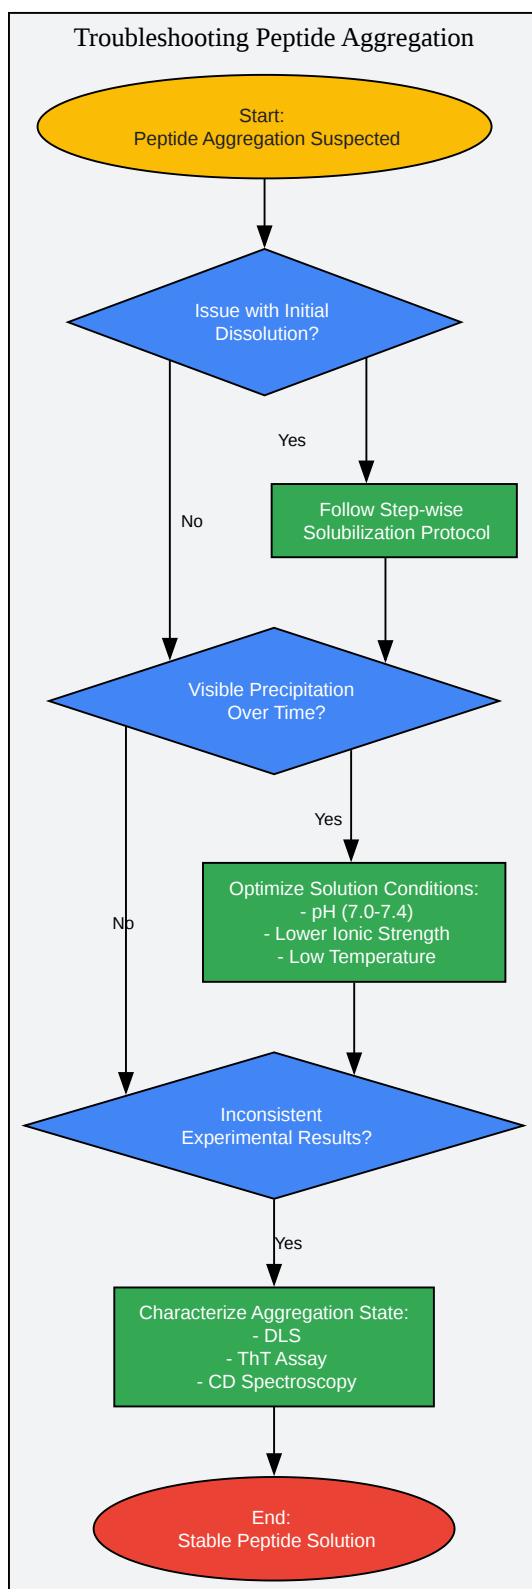 Troubleshooting Peptide Aggregation
Start:
Peptide Aggregation Suspected
Issue with Initial
Dissolution?
Yes
Follow Step-wise
Solubilization Protocol
No
Visible Precipitation
Over Time?
Yes
Optimize Solution Conditions:
- pH (7.0-7.4)
- Lower Ionic Strength
- Low Temperature
No
Inconsistent
Experimental Results?
Yes
Characterize Aggregation State:
- DLS
- ThT Assay
- CD Spectroscopy
End:
Stable Peptide Solution